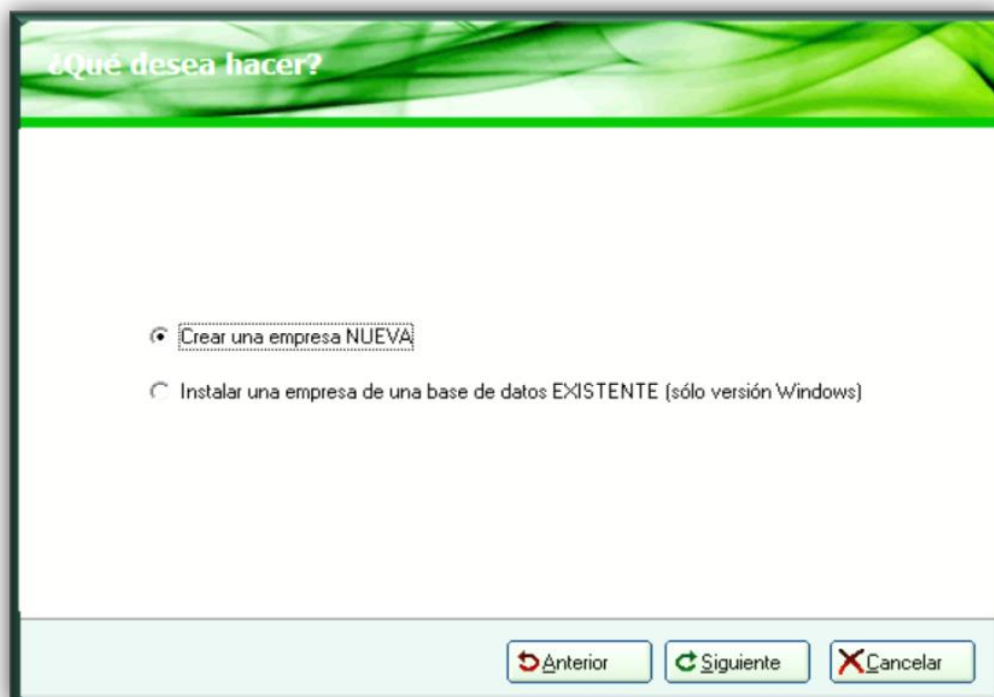 ¿Qué desea hacer?
Crear una empresa NUEVA
Instalar una empresa de una base de datos EXISTENTE (sólo versión Windows)
Anterior Siguiente Cancelar